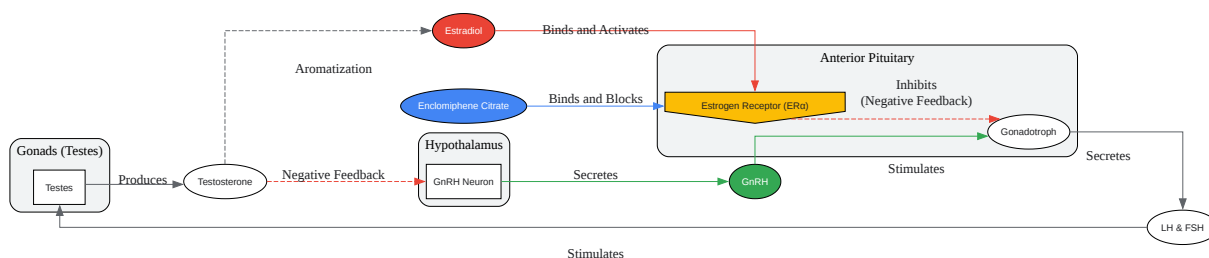 Estradiol
Binds and Activates
Anterior Pituitary
Aromatization
Inhibits
(Negative Feedback)
Enclomiphene Citrate
Binds and Blocks
Estrogen Receptor (ERα)
Gonadotroph
Gonads (Testes)
Hypothalamus
Secretes
Testes
Produces
Testosterone
Negative Feedback
GnRH Neuron
Secretes
GnRH
Stimulates
LH & FSH
Stimulates